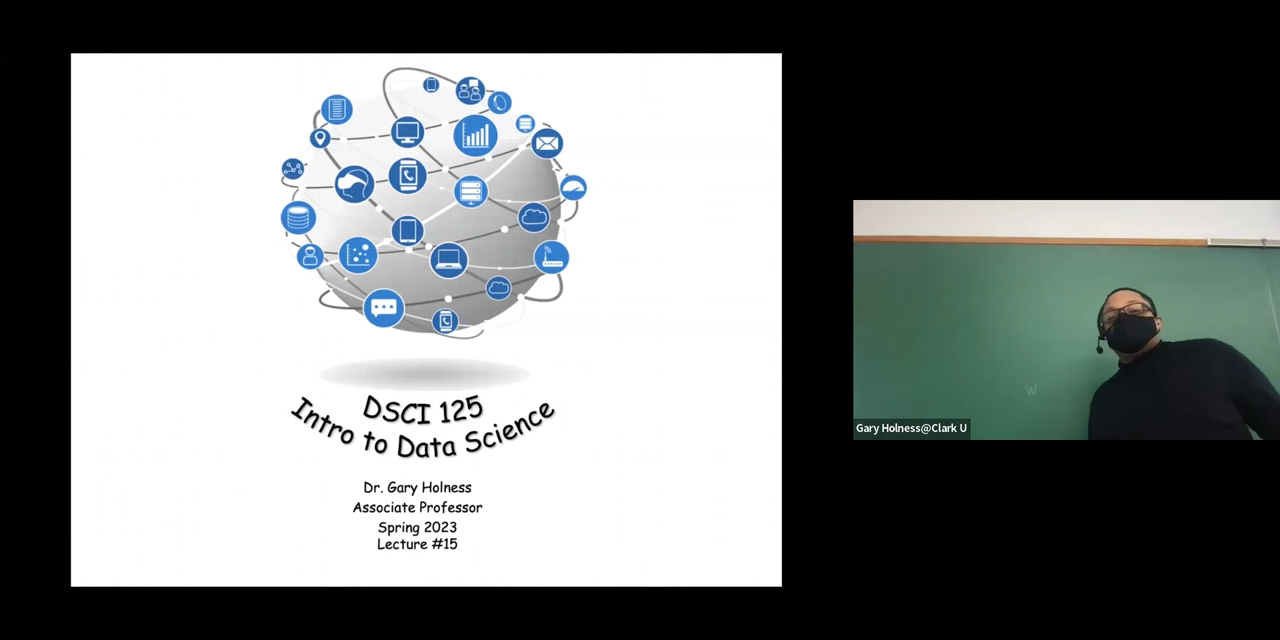 DSCI 125
Intro to Data Science
Dr. Gary Holness
Associate Professor
Spring 2023
Lecture #15
W
Gary Holness@Clark U